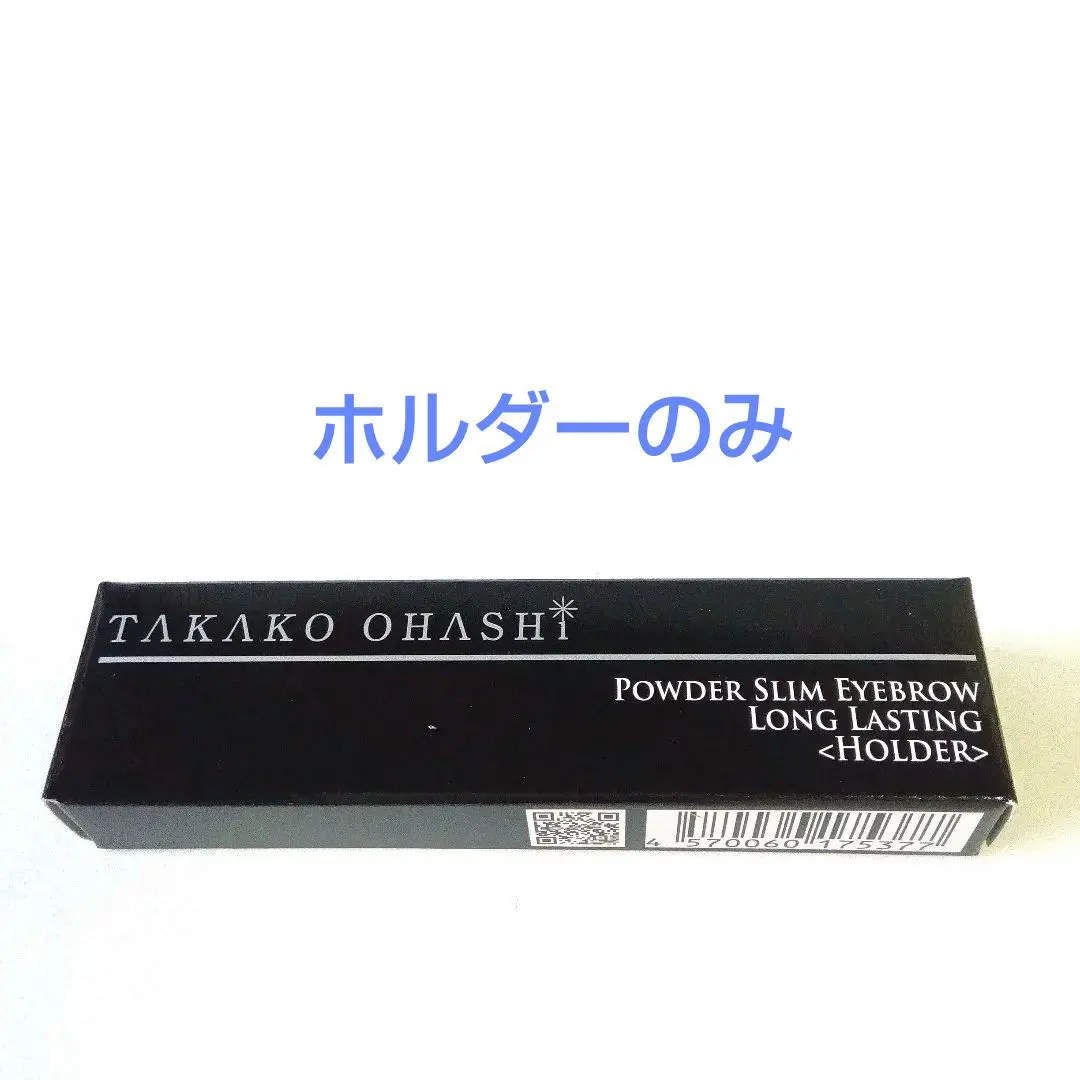 ホルダーのみ
TAKAKO OHASHi
POWDER SLIM EYEBROW
LONG LASTING
<HOLDER>
4 570060 175377